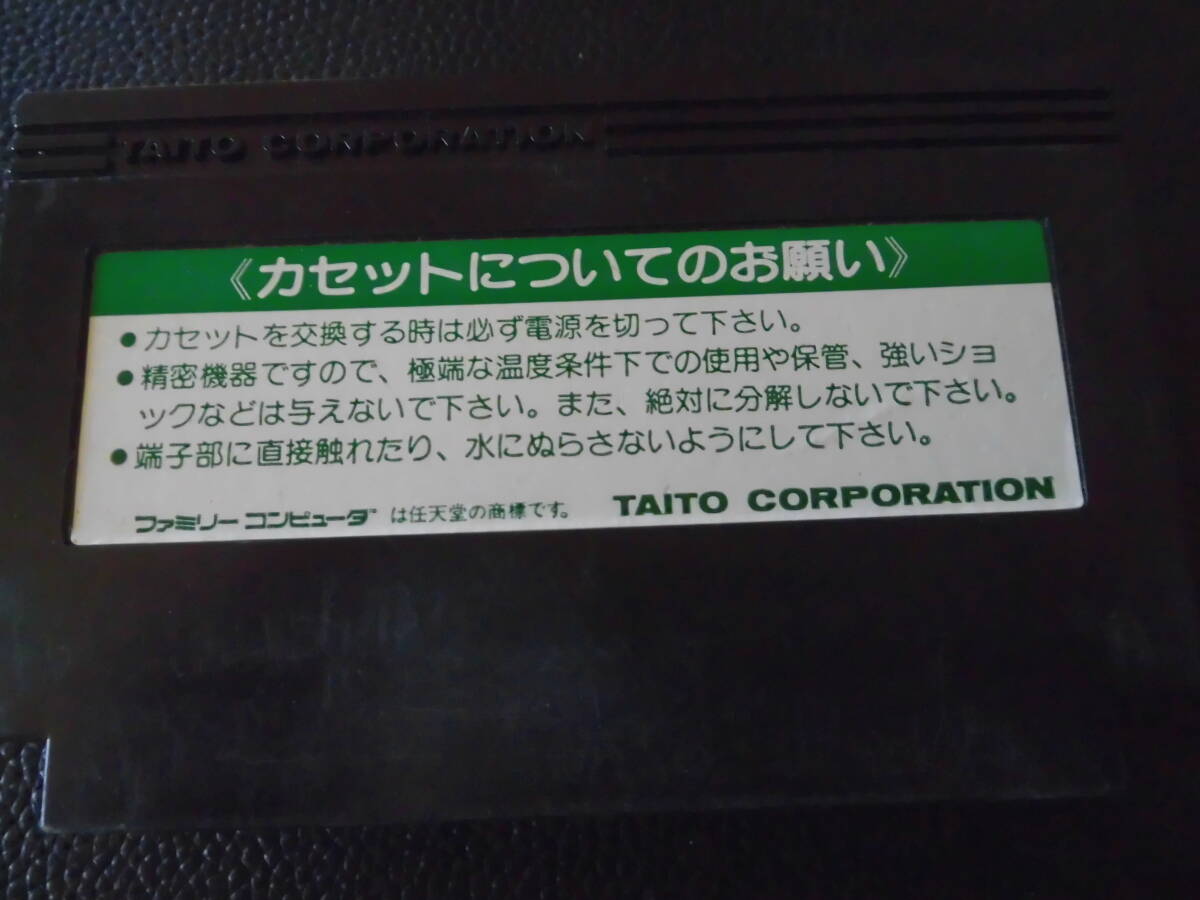 TAITO CORPORATION
《カセットについてのお願い》
●カセットを交換する時は必ず電源を切って下さい。
●精密機器ですので、極端な温度条件下での使用や保管、強いショ
ックなどは与えないで下さい。また、絶対に分解しないで下さい。
●端子部に直接触れたり、水にぬらさないようにして下さい。
ファミリーコンピュータ™ は任天堂の商標です。 TAITO CORPORATION